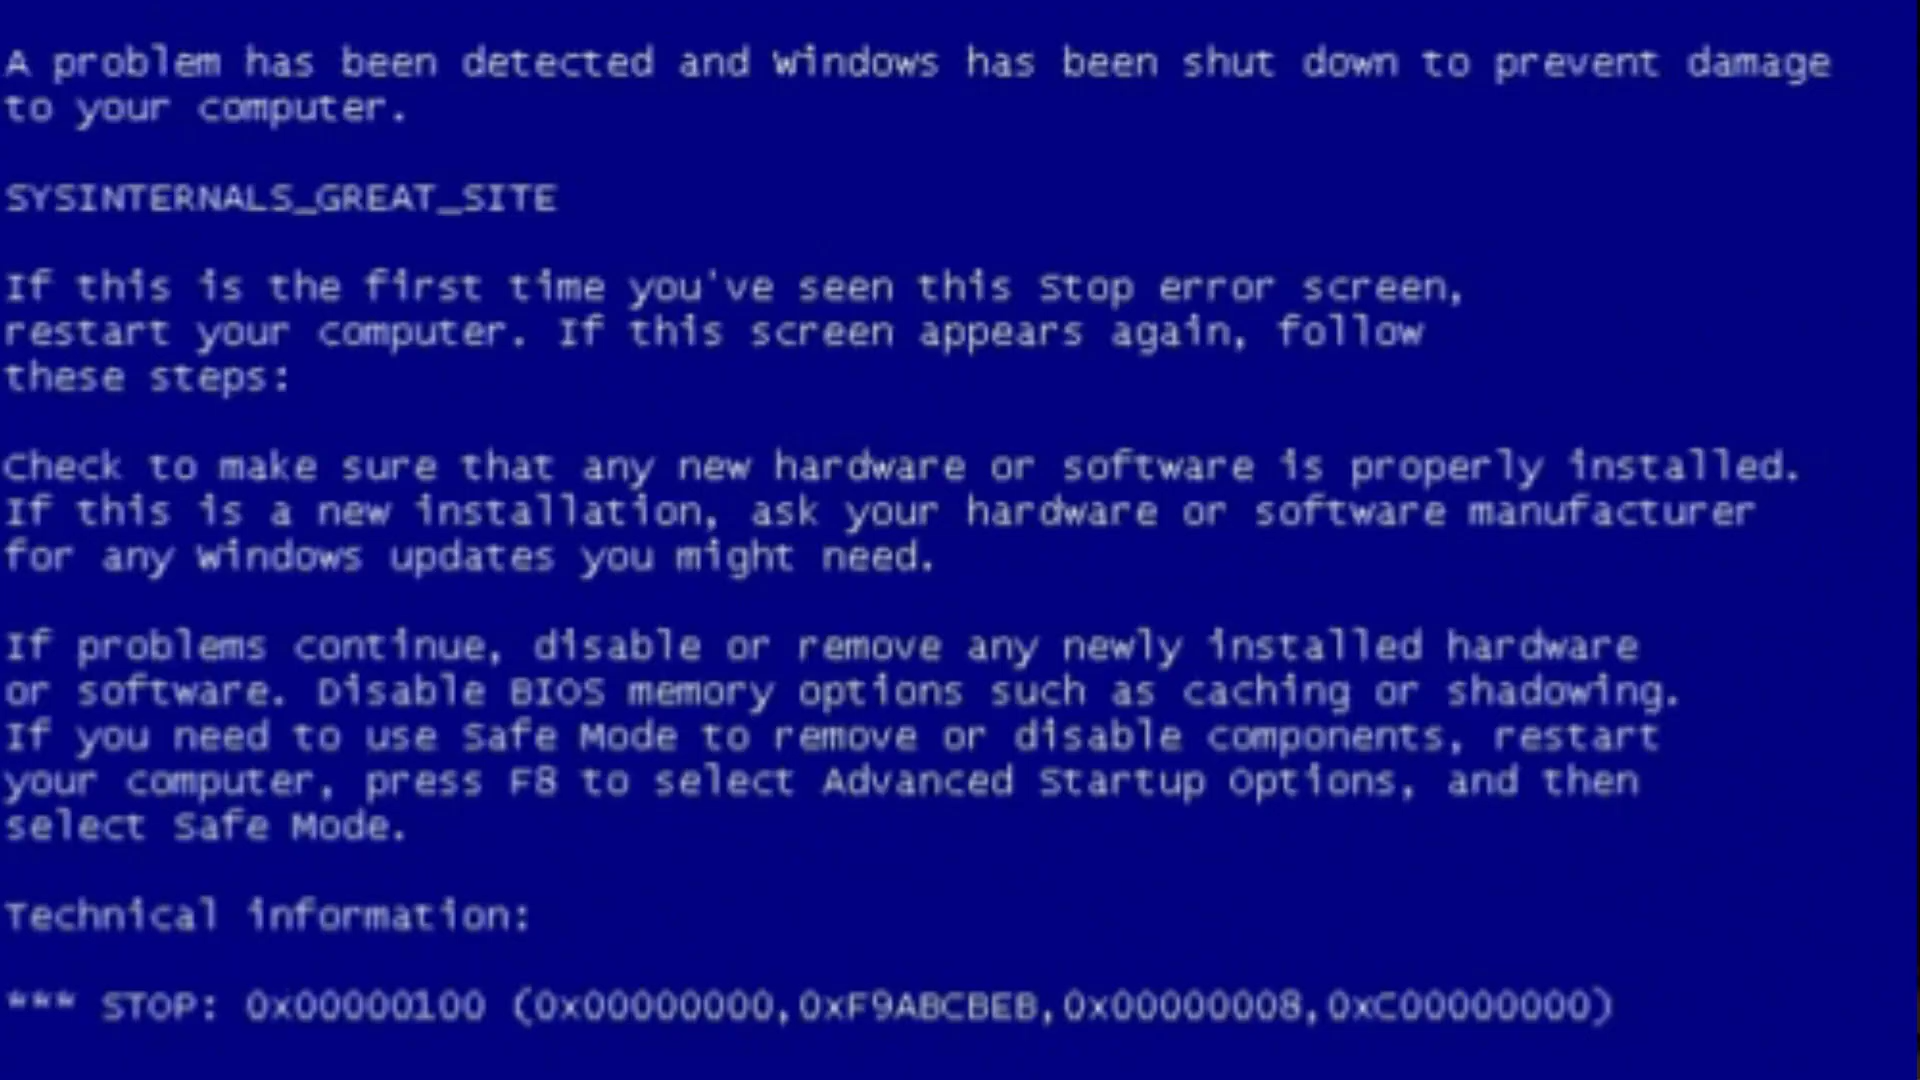 A problem has been detected and Windows has been shut down to prevent damage
to your computer.
SYSINTERNALS_GREAT_SITE
If this is the first time you've seen this Stop error screen,
restart your computer. If this screen appears again, follow
these steps:
Check to make sure that any new hardware or software is properly installed.
If this is a new installation, ask your hardware or software manufacturer
for any Windows updates you might need.
If problems continue, disable or remove any newly installed hardware
or software. Disable BIOS memory options such as caching or shadowing.
If you need to use Safe Mode to remove or disable components, restart
your computer, press F8 to select Advanced Startup Options, and then
select Safe Mode.
Technical information:
*** STOP: 0x00000100 (0x00000000,0xF9ABCBEB,0x00000008,0xC00000000)